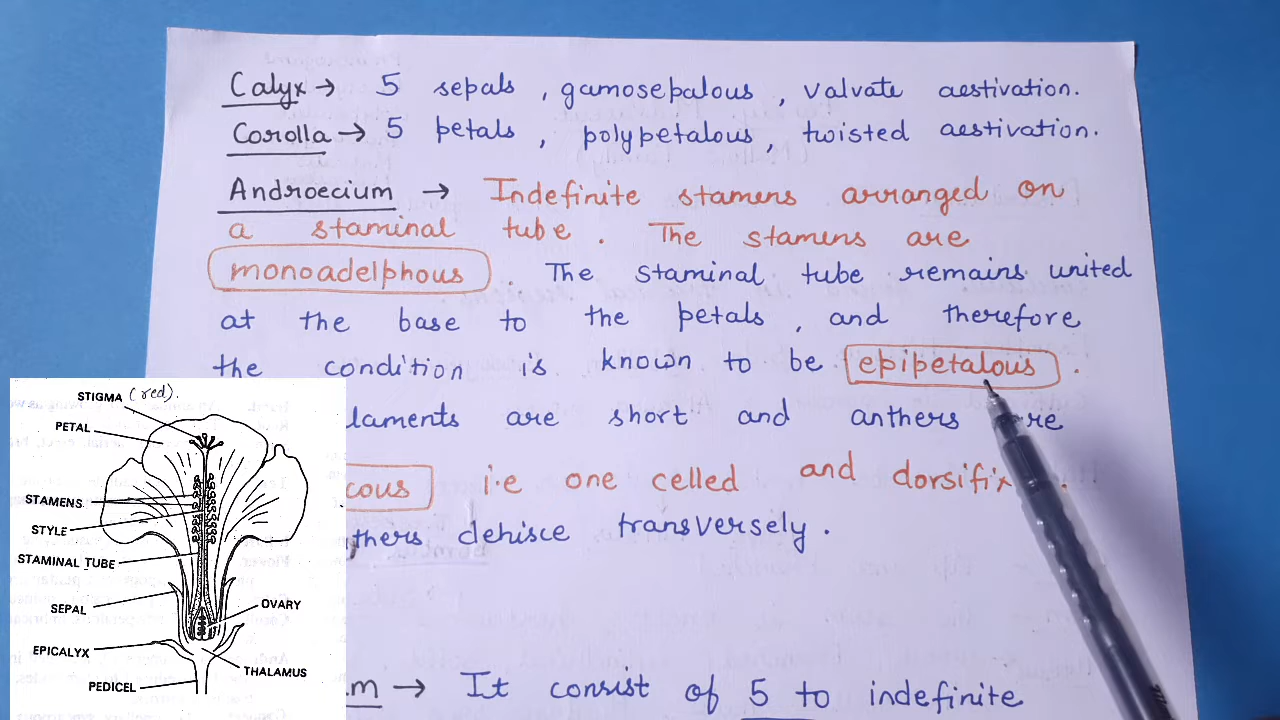 Calyx → 5 sepals , gamosepalous , valvate aestivation.
Corolla → 5 petals , polypetalous , twisted aestivation.
Androecium → Indefinite stamens arranged on
a staminal tube . The stamens are
monoadelphous . The staminal tube remains united
at the base to the petals , and therefore
the condition is known to be epipetalous .
laments are short and anthers re
cous i.e one celled and dorsifix
thers dehisce transversely .
m → It consist of 5 to indefinite
STIGMA (red).
PETAL
STAMENS
STYLE
STAMINAL TUBE
SEPAL
OVARY
EPICALYX
THALAMUS
PEDICEL